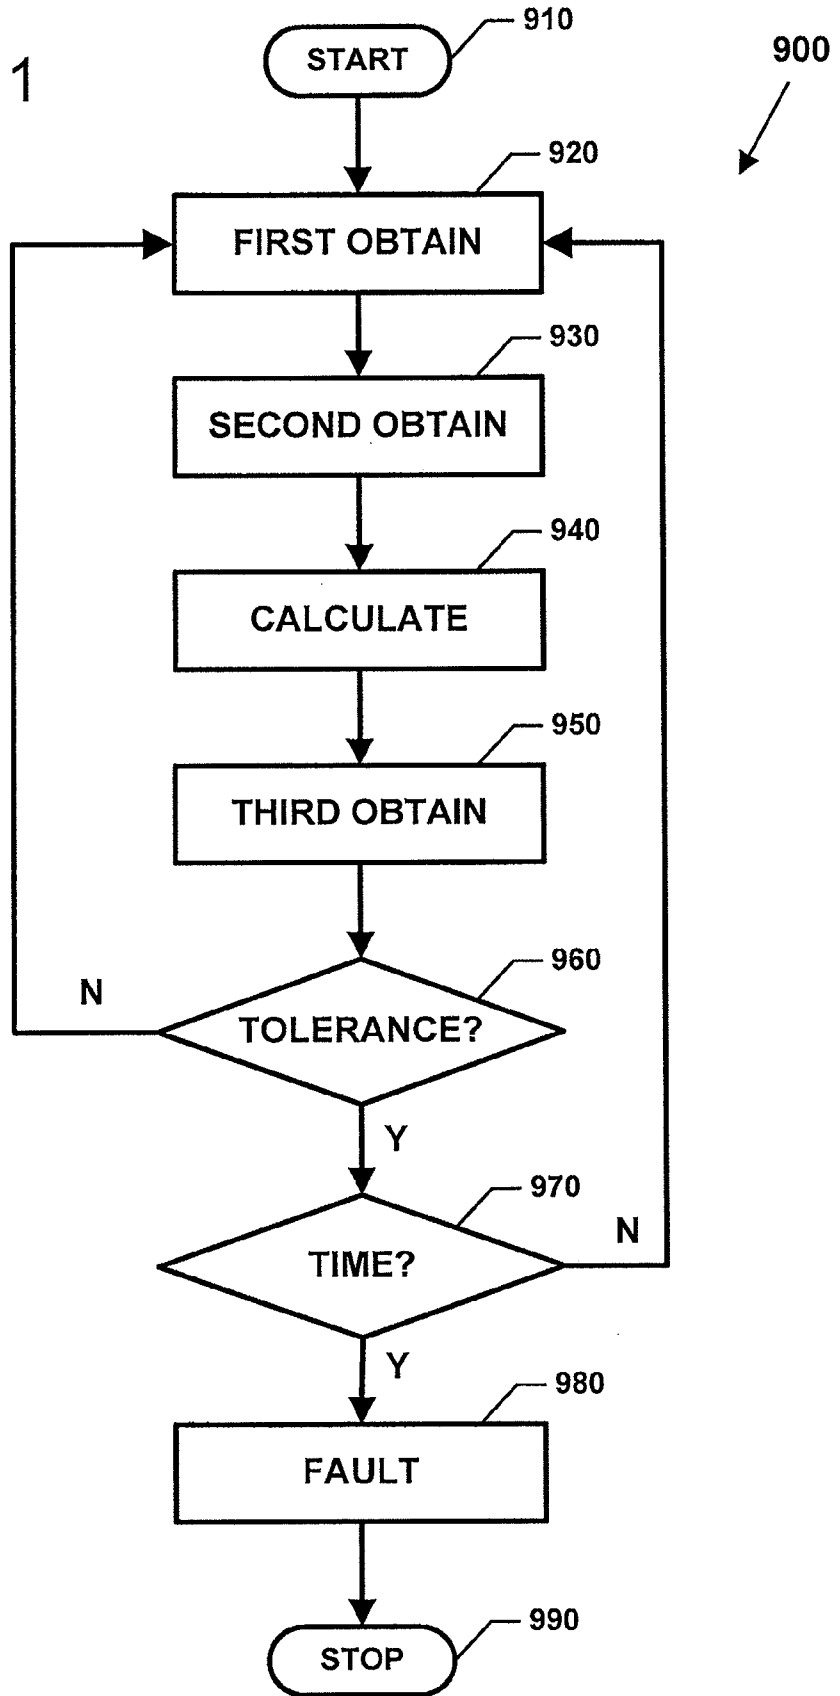 910
START
900
1
920
FIRST OBTAIN
930
SECOND OBTAIN
940
CALCULATE
950
THIRD OBTAIN
960
N
TOLERANCE?
Y
970
N
TIME?
Y
980
FAULT
990
STOP